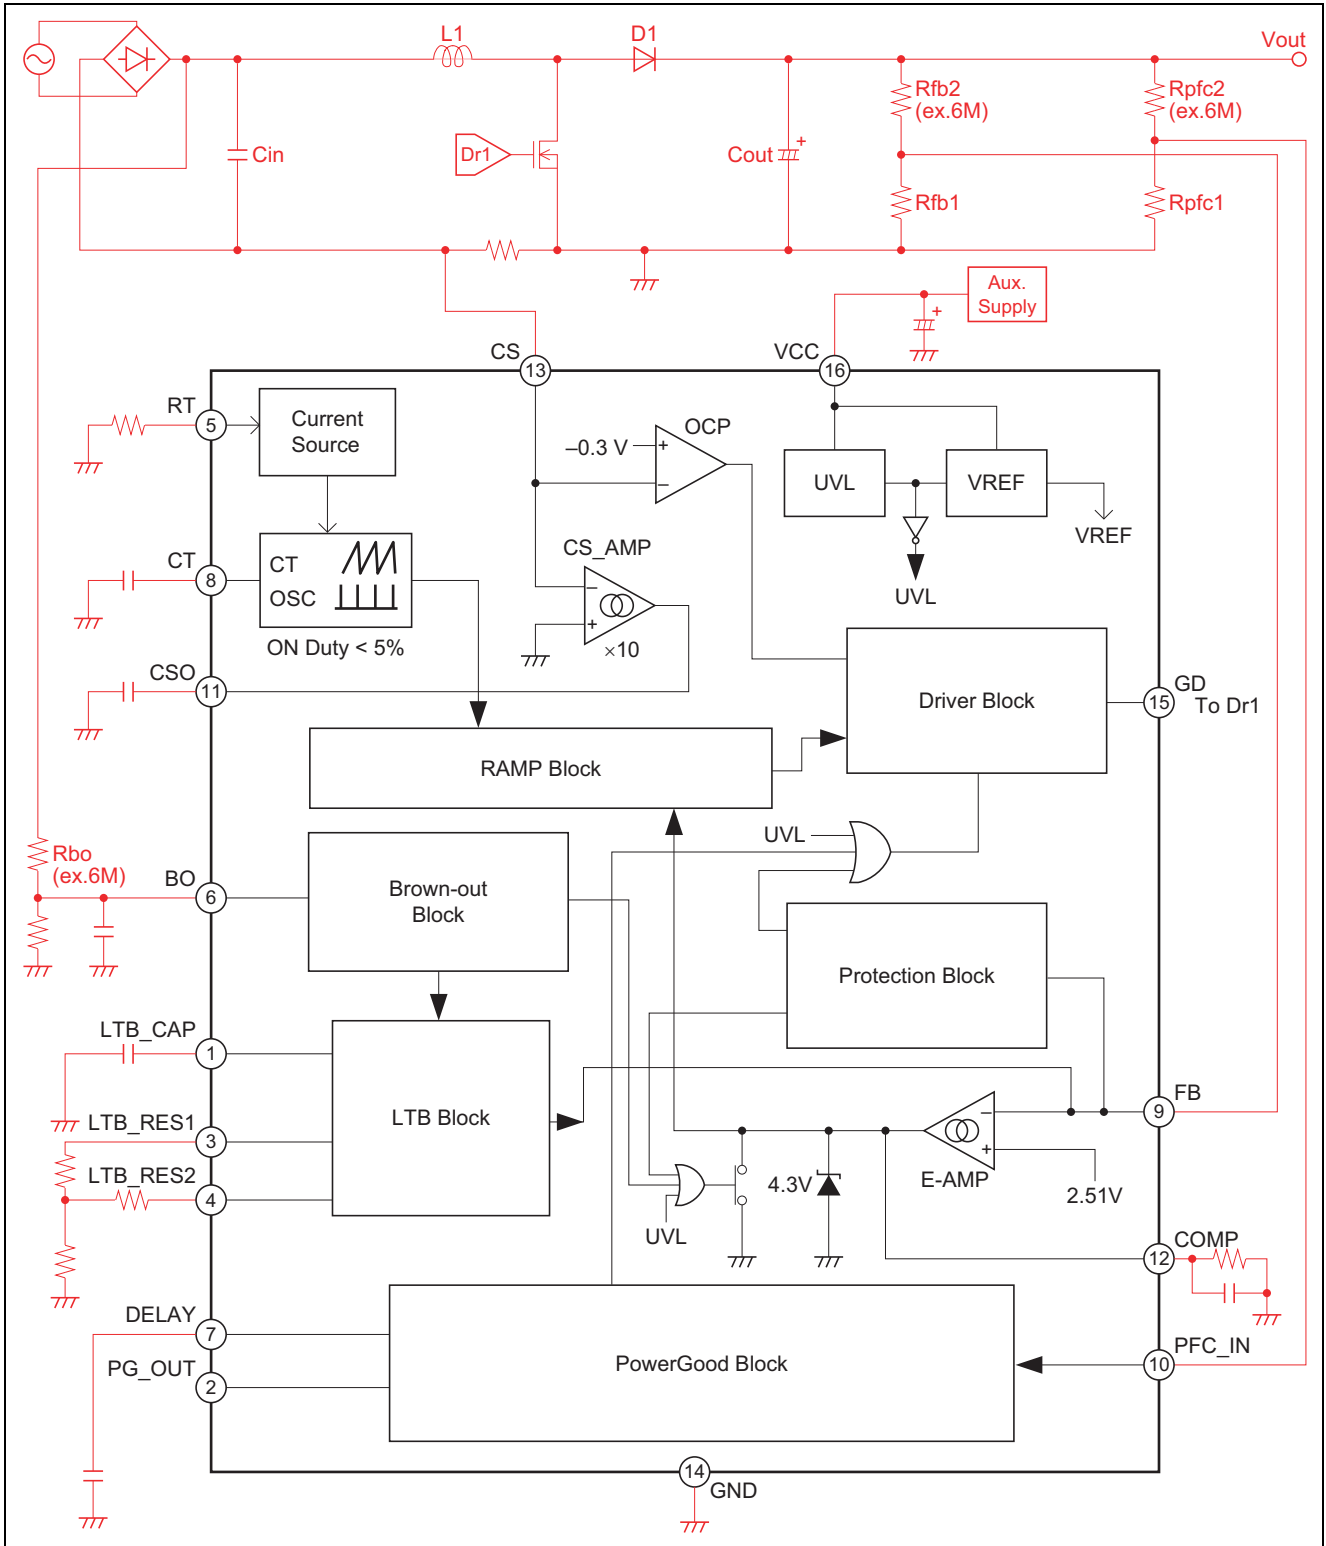 L1
D1
Vout
Rfb2
(ex.6M)
Rpfc2
(ex.6M)
Dr1
Cin
Cout
+
Rfb1
Rpfc1
Aux.
Supply
+
CS
13
VCC
16
RT
5
Current
Source
OCP
–0.3 V
+
–
UVL
VREF
VREF
UVL
CT
8
CT
OSC
ON Duty < 5%
CS_AMP
–
+
×10
CSO
11
Driver Block
GD
15
To Dr1
RAMP Block
UVL
Rbo
(ex.6M)
BO
6
Brown-out
Block
Protection Block
LTB_CAP
1
LTB Block
LTB_RES1
3
LTB_RES2
4
FB
9
–
+
E-AMP
2.51V
4.3V
UVL
COMP
12
DELAY
7
PG_OUT
2
PowerGood Block
PFC_IN
10
14
GND